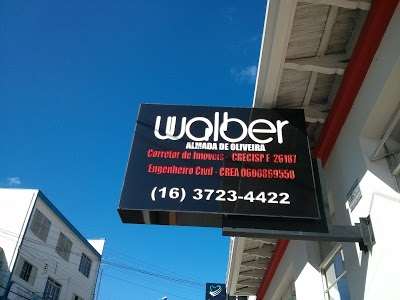 walber
ALMADA DE OLIVEIRA
Corretor de Imóveis - CRECISP F 26187
Engenheiro Civil - CREA 0600869550
(16) 3723-4422